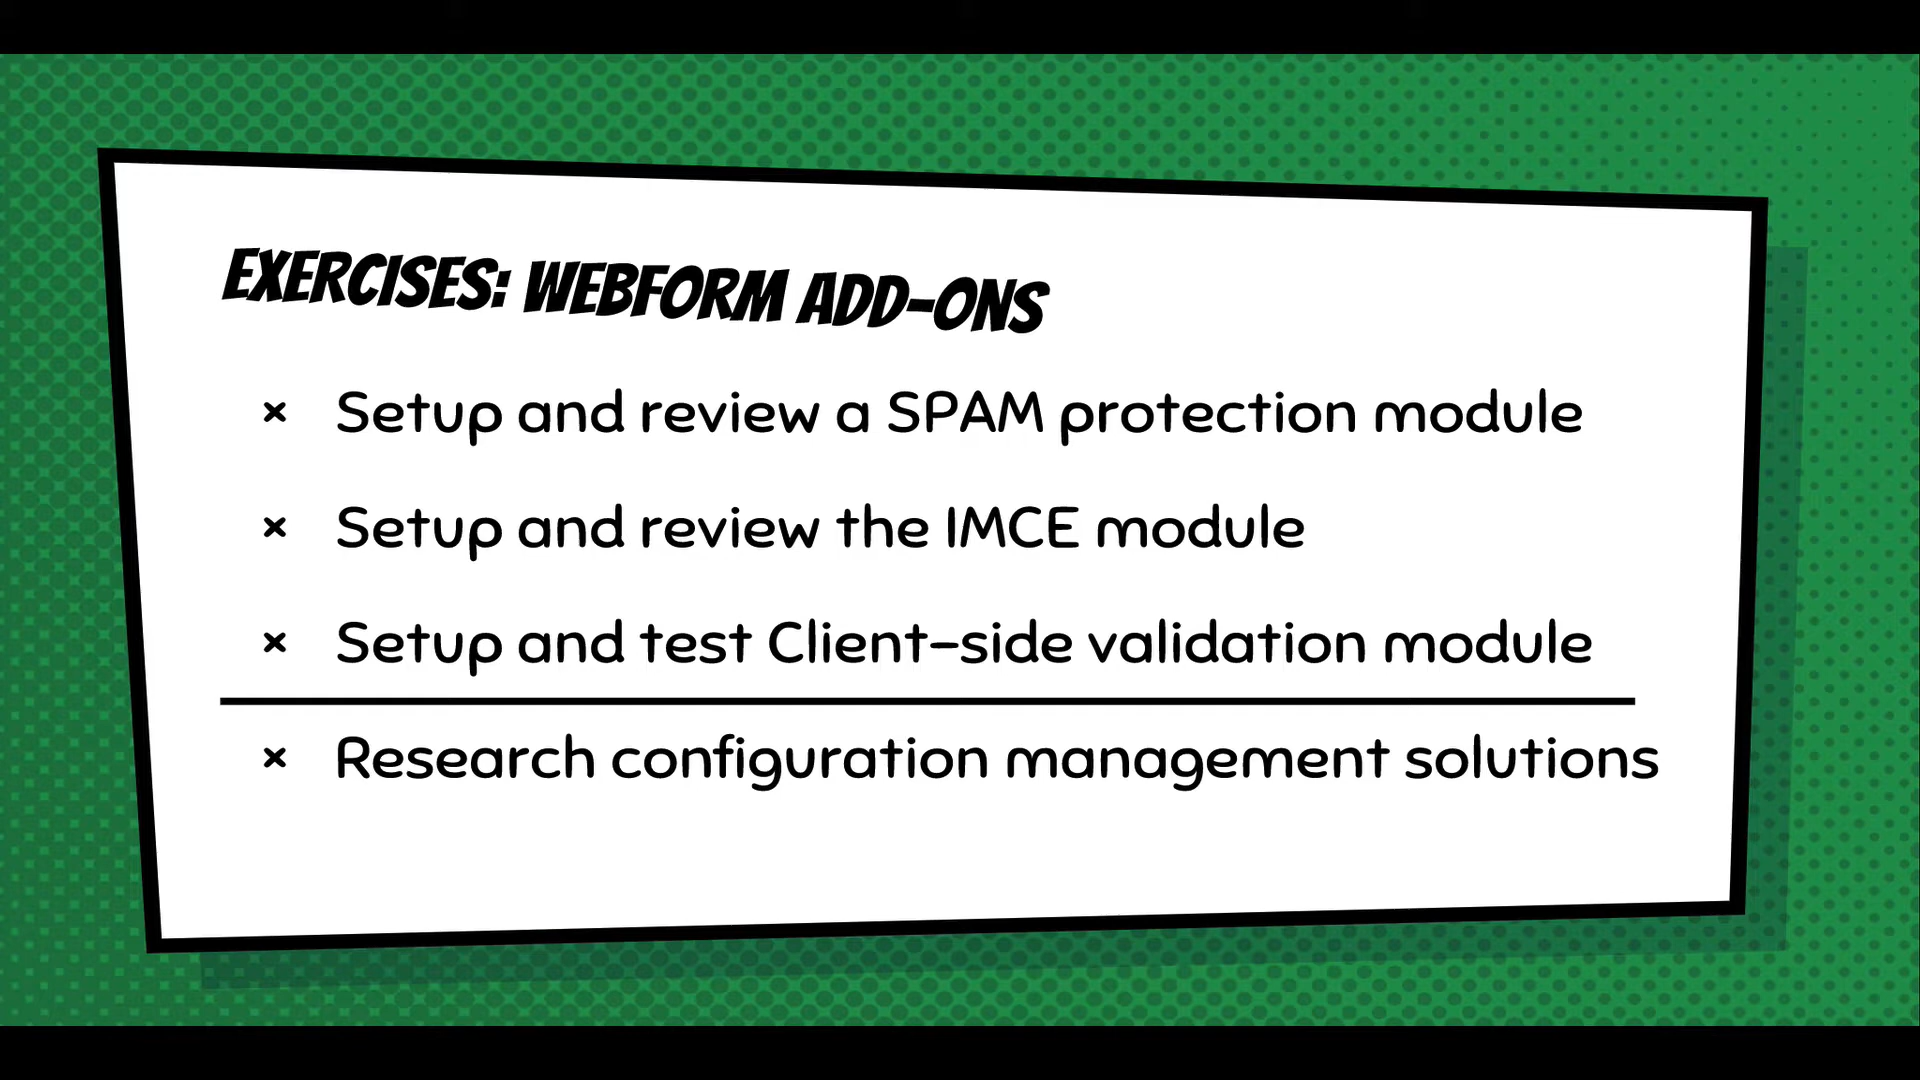 EXERCISES: WEBFORM ADD-ONS
× Setup and review a SPAM protection module
× Setup and review the IMCE module
× Setup and test Client-side validation module
× Research configuration management solutions